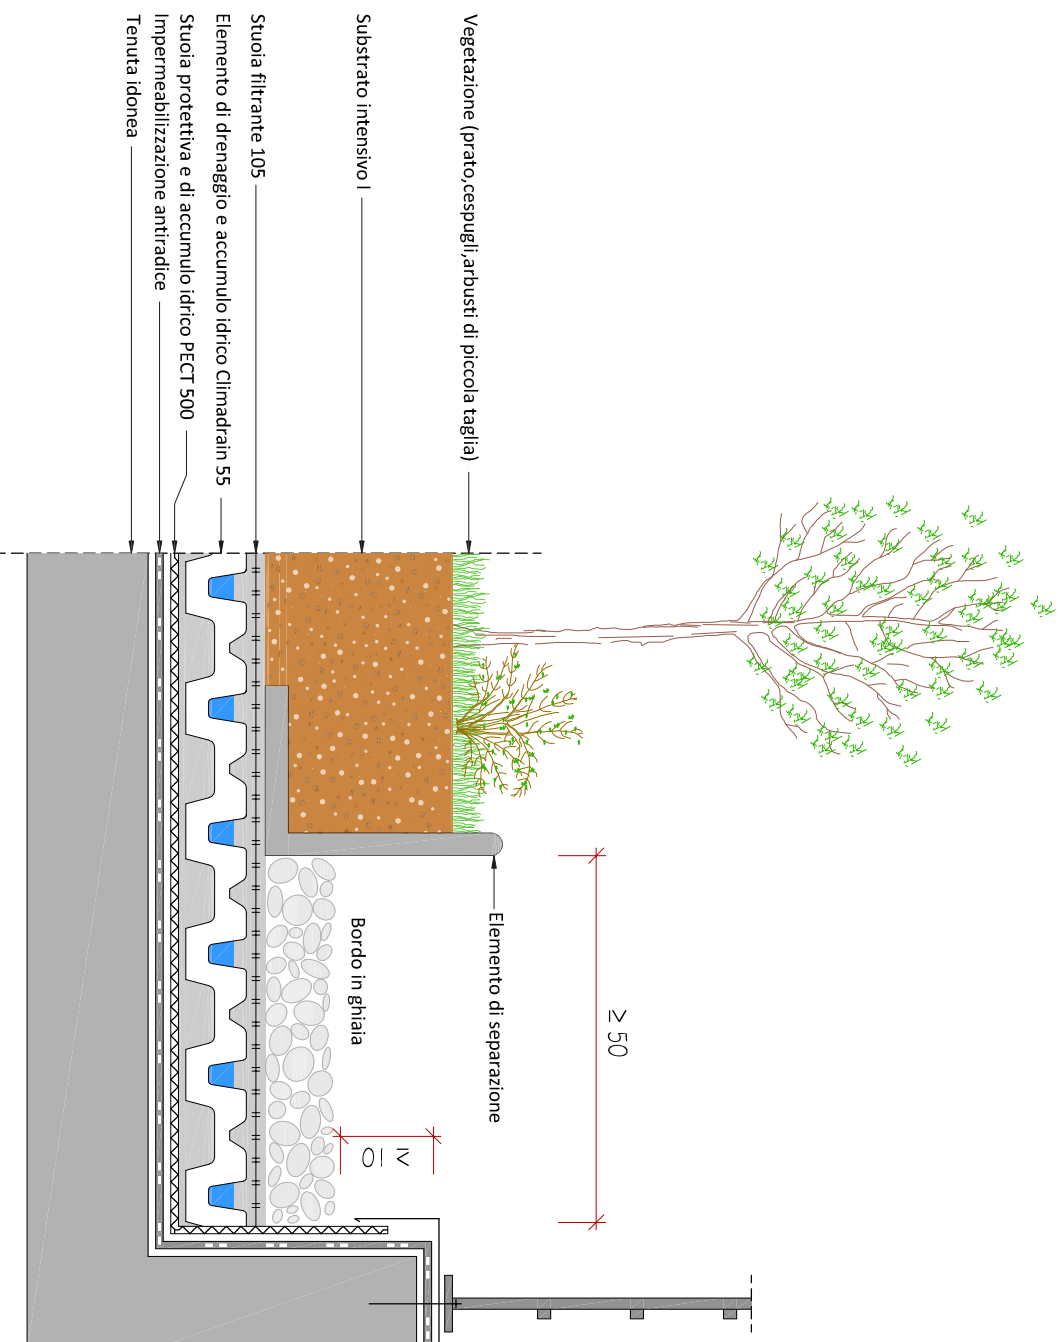 Vegetazione (prato,cespugli,arbusti di piccola taglia)
Substrato intensivo I
Stuoia filtrante 105
Elemento di drenaggio e accumulo idrico Climadrain 55
Stuoia protettiva e di accumulo idrico PECT 500
Impermeabilizzazione antiradice
Tenuta idonea
Elemento di separazione
Bordo in ghiaia
≥ 50
≥ 10